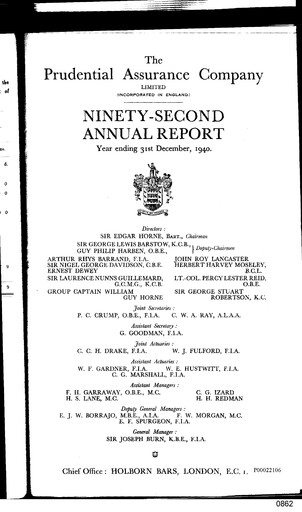 the
of
The
Prudential Assurance Company
LIMITED
(INCORPORATED IN ENGLAND)
NINETY-SECOND
ANNUAL REPORT
Year ending 31st December, 1940.
Directors:
SIR EDGAR HORNE, BART., Chairman
SIR GEORGE LEWIS BARSTOW, K.C.B.,
GUY PHILIP HARBEN, O.B.E.,
Deputy-Chairmen
ARTHUR RHYS BARRAND, F.I.A. JOHN ROY LANCASTER
SIR NIGEL GEORGE DAVIDSON, C.B.E. HERBERT HARVEY MOSELEY,
ERNEST DEWEY B.C.L.
SIR LAURENCE NUNNS GUILLEMARD, LT.-COL. PERCY LESTER REID,
G.C.M.G., K.C.B. O.B.E.
GROUP CAPTAIN WILLIAM SIR GEORGE STUART
GUY HORNE ROBERTSON, K.C.
Joint Secretaries:
P. C. CRUMP, O.B.E., F.I.A. C. W. A. RAY, A.L.A.A.
Assistant Secretary:
G. GOODMAN, F.I.A.
Joint Actuaries:
C. C. H. DRAKE, F.I.A. W. J. FULFORD, F.I.A.
Assistant Actuaries:
W. F. GARDNER, F.I.A. W. E. HUSTWITT, F.I.A.
C. G. MARSHALL, F.I.A.
Assistant Managers:
F. H. GARRAWAY, O.B.E., M.C. C. G. IZARD
H. S. LANE, M.C. H. H. REDMAN
Deputy General Managers:
E. J. W. BORRAJO, M.B.E., A.I.A. F. W. MORGAN, M.C.
E. F. SPURGEON, F.I.A.
General Manager:
SIR JOSEPH BURN, K.B.E., F.I.A.
Chief Office: HOLBORN BARS, LONDON, E.C. 1. P00022106
0862